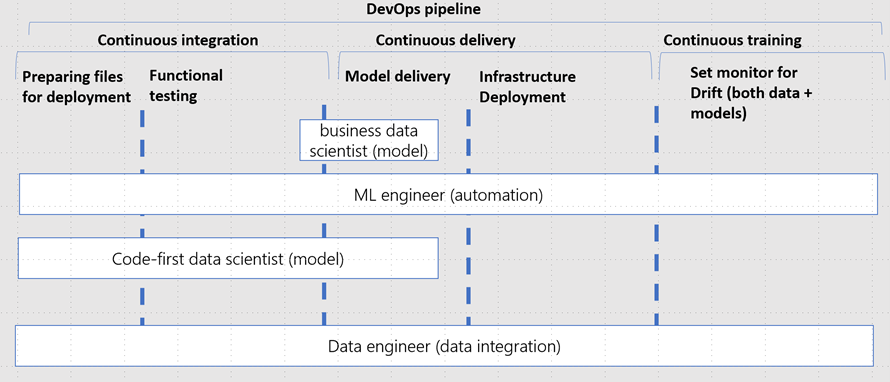 DevOps pipeline
Continuous integration
Continuous delivery
Continuous training
Preparing files
for deployment
Functional
testing
Model delivery
Infrastructure
Deployment
Set monitor for
Drift (both data +
models)
business data
scientist (model)
ML engineer (automation)
Code-first data scientist (model)
Data engineer (data integration)